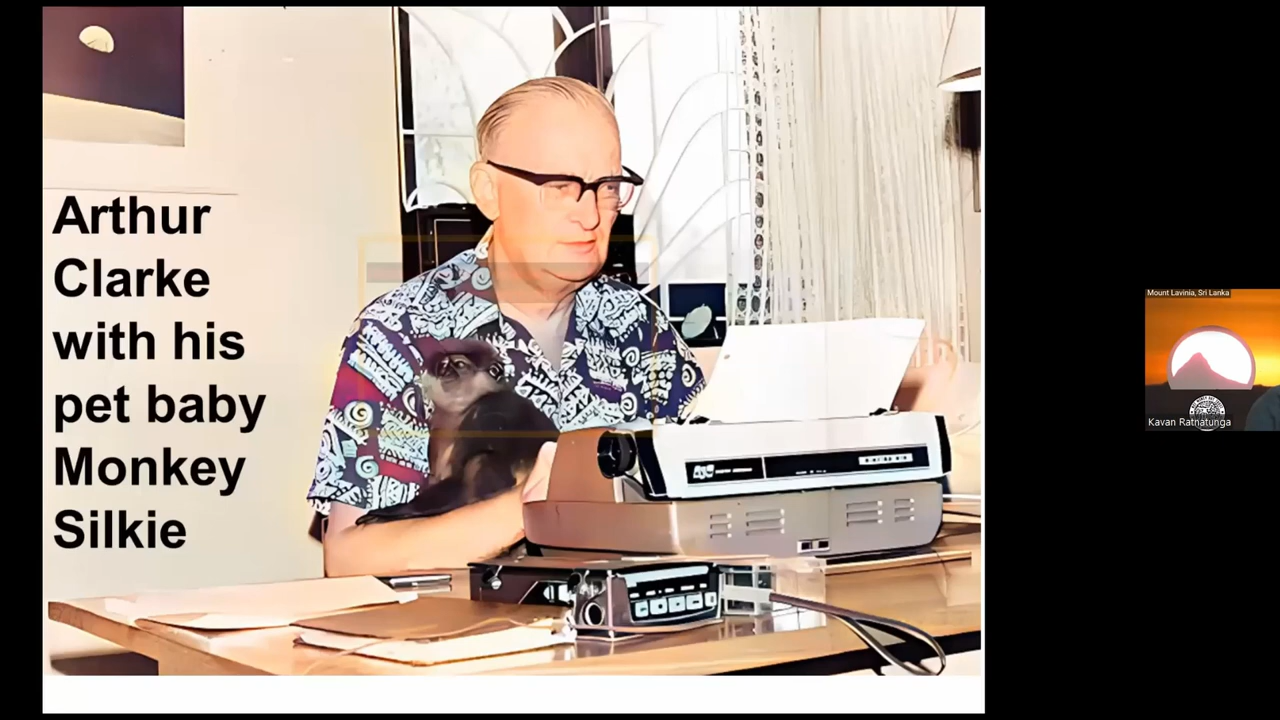 Arthur
Clarke
with his
pet baby
Monkey
Silkie
Mount Lavinia, Sri Lanka
Kavan Ratnatunga